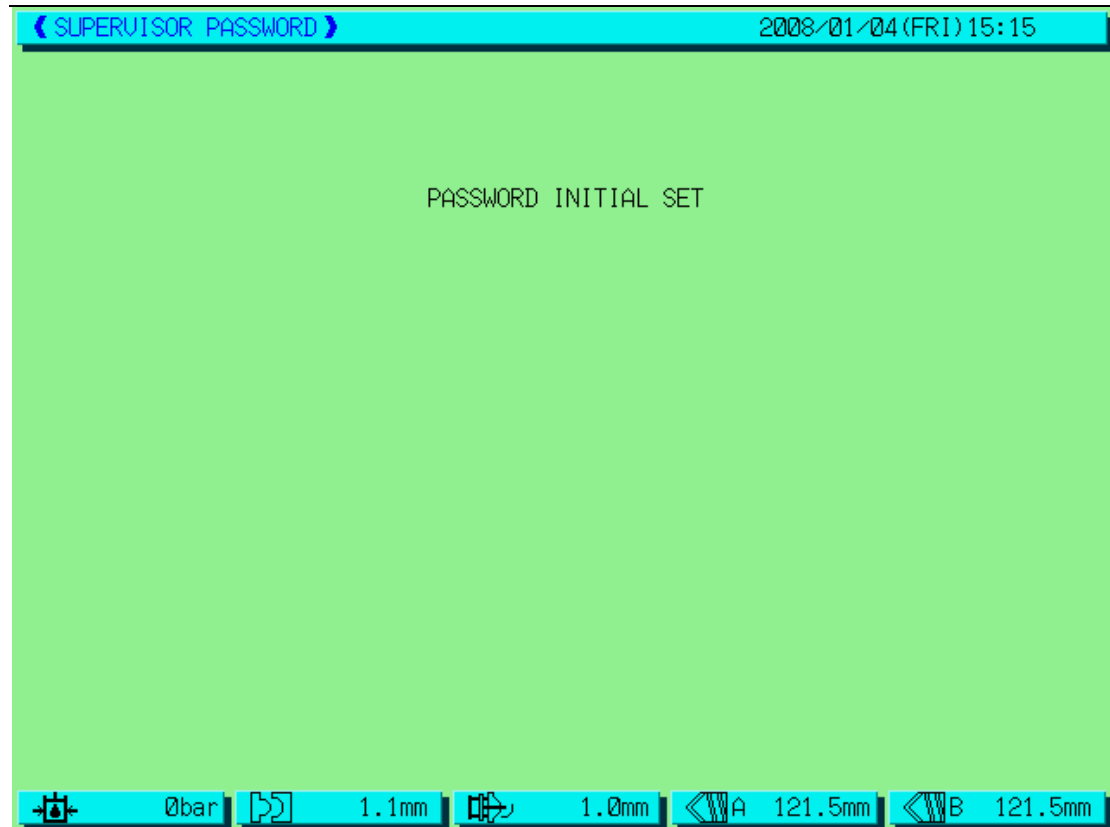 ❪SUPERVISOR PASSWORD❫ 2008/01/04(FRI)15:15
PASSWORD INITIAL SET
0bar 1.1mm 1.0mm A 121.5mm B 121.5mm